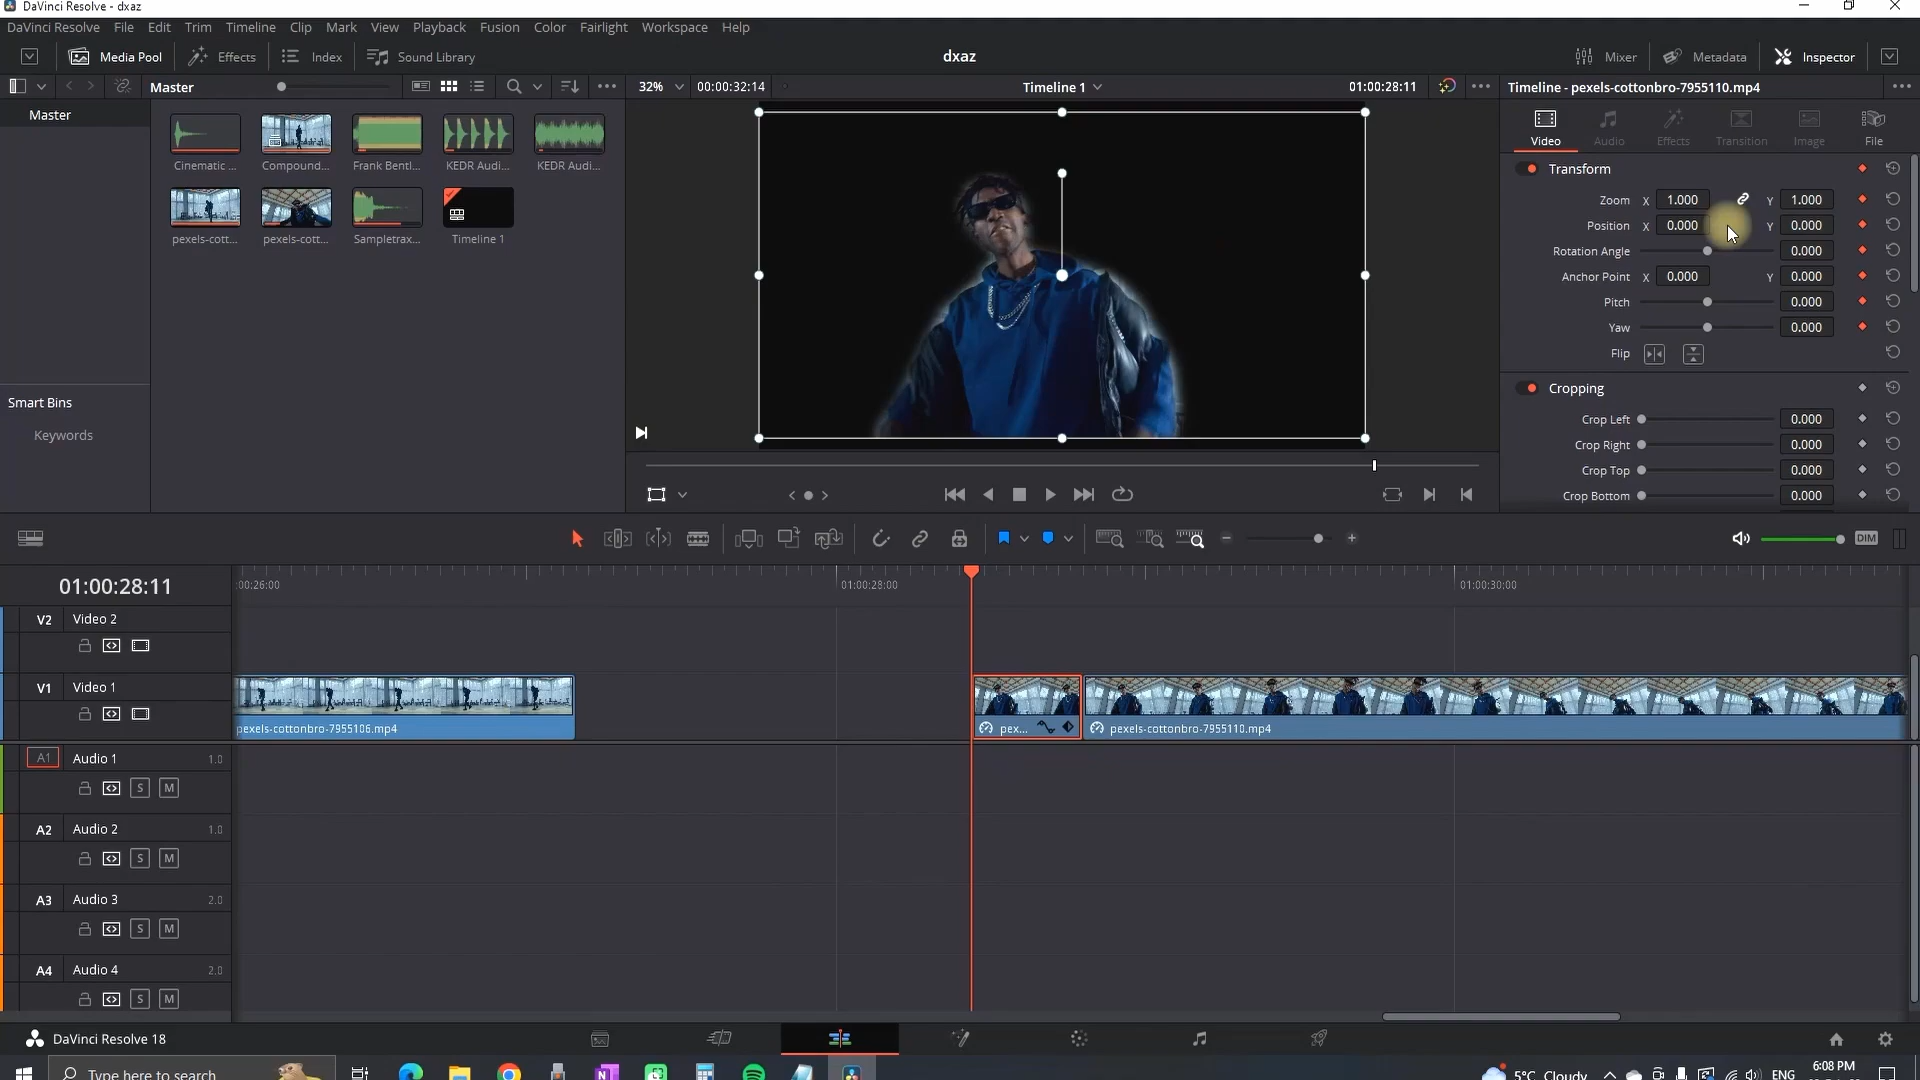 DaVinci Resolve - dxaz
DaVinci Resolve File Edit Trim Timeline Clip Mark View Playback Fusion Color Fairlight Workspace Help
Media Pool Effects Index Sound Library dxaz Mixer Metadata Inspector
Master 32% 00:00:32:14 Timeline 1 01:00:28:11 Timeline - pexels-cottonbro-7955110.mp4
Master
Cinematic ... Compound... Frank Bentl... KEDR Audi... KEDR Audi...
pexels-cott... pexels-cott... Sampletrax... Timeline 1
Smart Bins
Keywords
Video Audio Effects Transition Image File
Transform
Zoom X 1.000 Y 1.000
Position X 0.000 Y 0.000
Rotation Angle 0.000
Anchor Point X 0.000 Y 0.000
Pitch 0.000
Yaw 0.000
Flip
Cropping
Crop Left 0.000
Crop Right 0.000
Crop Top 0.000
Crop Bottom 0.000
DIM
01:00:28:11 :00:26:00 01:00:28:00 01:00:30:00
V2 Video 2
V1 Video 1
pexels-cottonbro-7955106.mp4 pex... pexels-cottonbro-7955110.mp4
A1 Audio 1 1.0
S M
A2 Audio 2 1.0
S M
A3 Audio 3 2.0
S M
A4 Audio 4 2.0
S M
DaVinci Resolve 18
Type here to search 5°C Cloudy ENG 6:08 PM